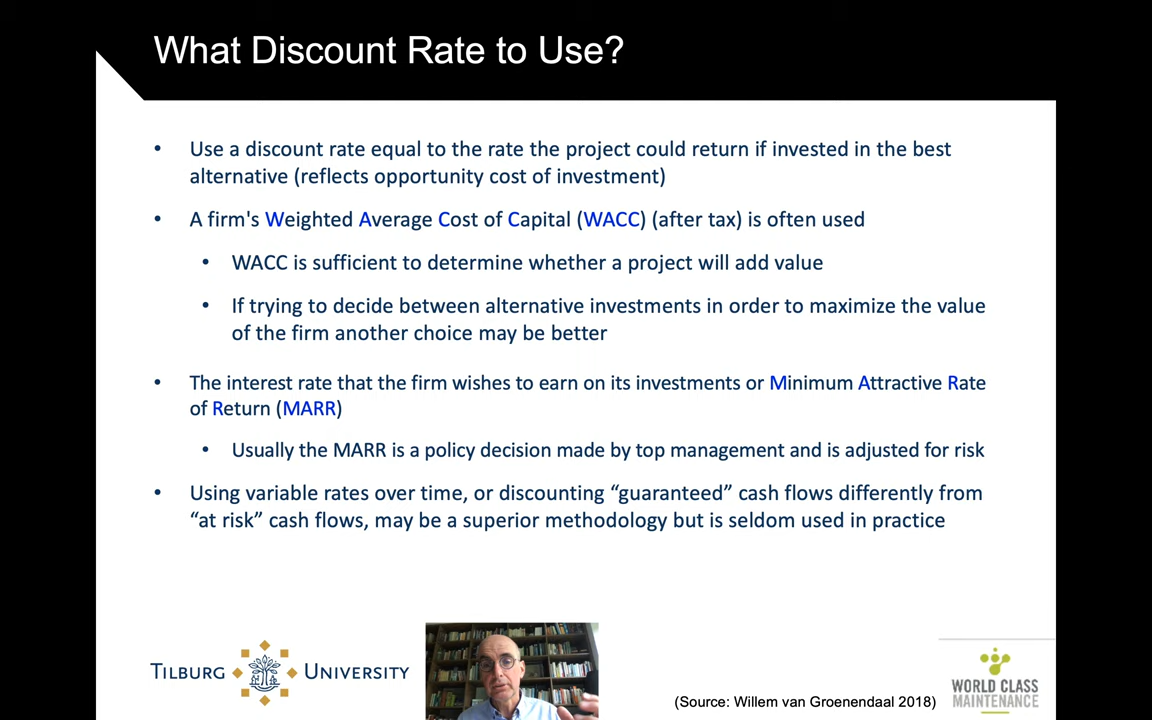 What Discount Rate to Use?
• Use a discount rate equal to the rate the project could return if invested in the best
alternative (reflects opportunity cost of investment)
• A firm's Weighted Average Cost of Capital (WACC) (after tax) is often used
• WACC is sufficient to determine whether a project will add value
• If trying to decide between alternative investments in order to maximize the value
of the firm another choice may be better
• The interest rate that the firm wishes to earn on its investments or Minimum Attractive Rate
of Return (MARR)
• Usually the MARR is a policy decision made by top management and is adjusted for risk
• Using variable rates over time, or discounting “guaranteed” cash flows differently from
“at risk” cash flows, may be a superior methodology but is seldom used in practice
TILBURG UNIVERSITY
(Source: Willem van Groenendaal 2018)
WORLD CLASS
MAINTENANCE